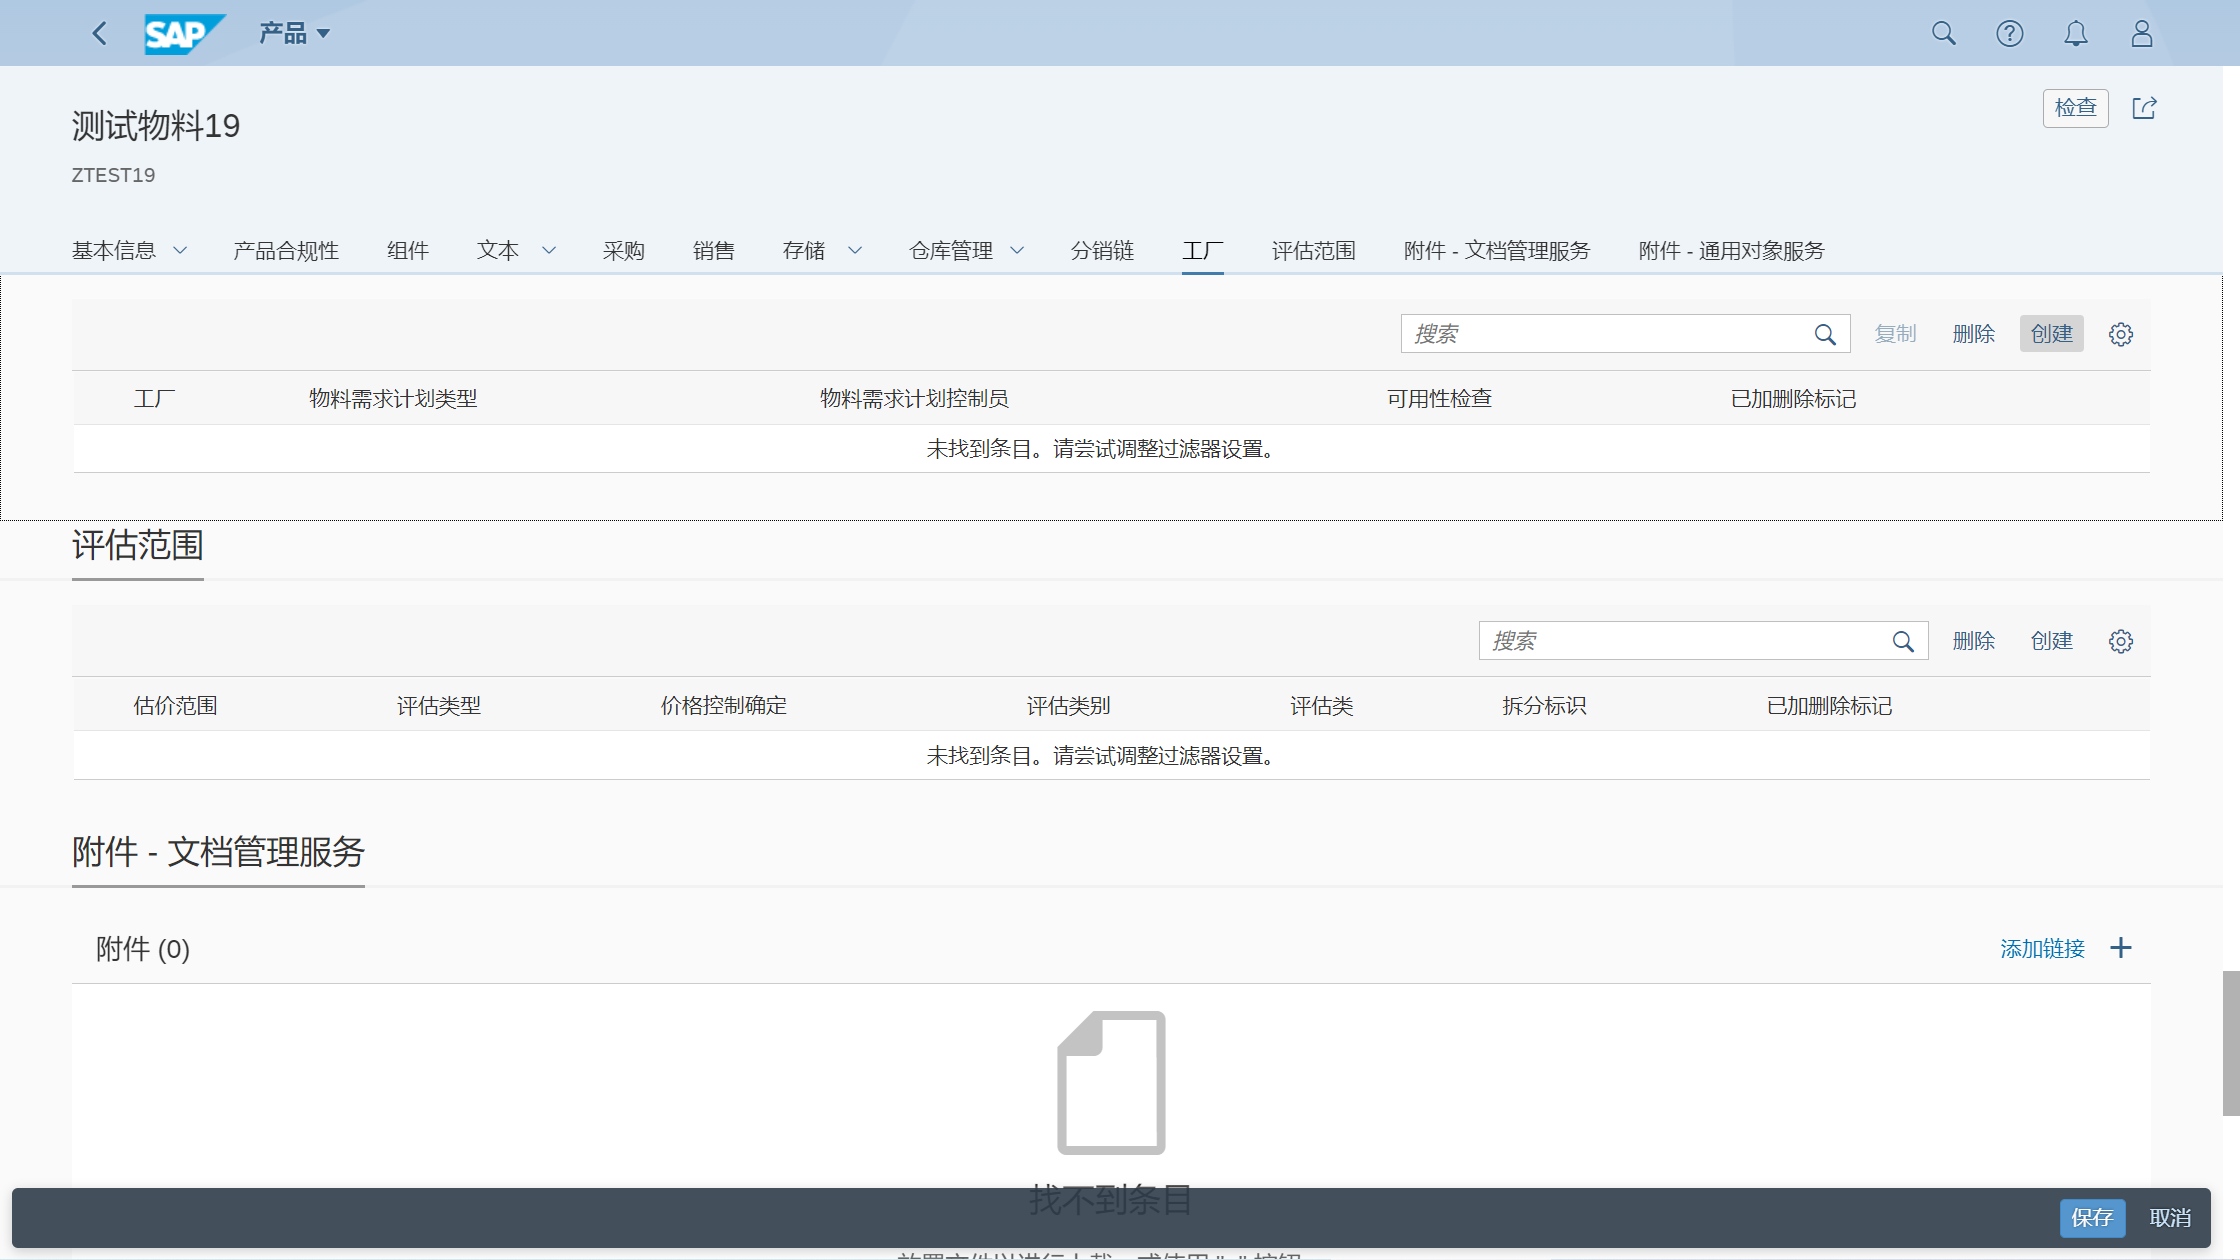 SAP 产品
测试物料19
检查
ZTEST19
基本信息 产品合规性 组件 文本 采购 销售 存储 仓库管理 分销链 工厂 评估范围 附件 - 文档管理服务 附件 - 通用对象服务
搜索 复制 删除 创建
工厂 物料需求计划类型 物料需求计划控制员 可用性检查 已加删除标记
未找到条目。请尝试调整过滤器设置。
评估范围
搜索 删除 创建
估价范围 评估类型 价格控制确定 评估类别 评估类 拆分标识 已加删除标记
未找到条目。请尝试调整过滤器设置。
附件 - 文档管理服务
附件 (0) 添加链接
找不到条目
保存 取消